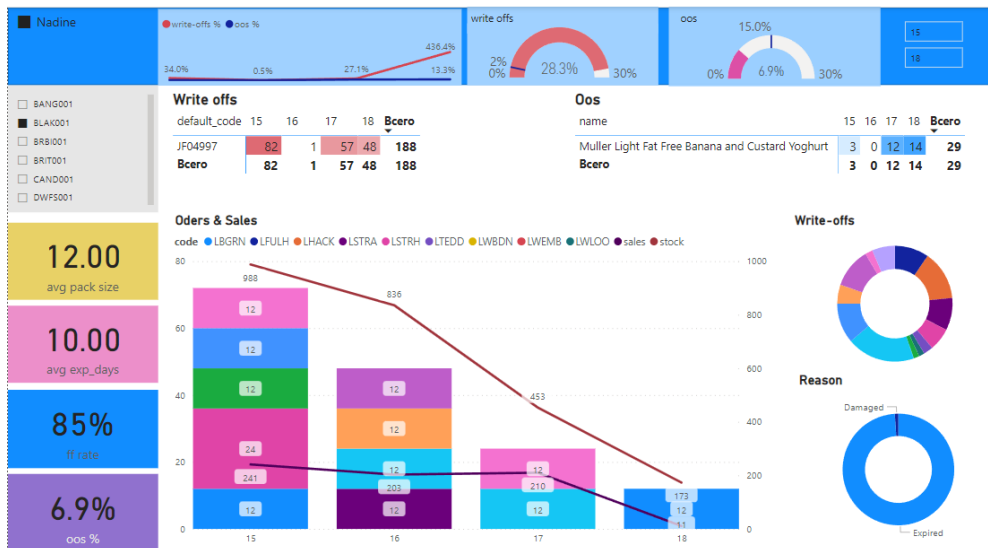 Nadine
write-offs % oos %
436.4%
34.0% 0.5% 27.1% 13.3%
write offs
2%
0% 28.3% 30%
oos
15.0%
0% 6.9% 30%
15
18
BANG001
BLAK001
BRBI001
BRIT001
CAND001
DWFS001
Write offs
default_code 15 16 17 18 Всего
JF04997 82 1 57 48 188
Всего 82 1 57 48 188
Oos
name 15 16 17 18 Всего
Muller Light Fat Free Banana and Custard Yoghurt 3 0 12 14 29
Всего 3 0 12 14 29
12.00
avg pack size
10.00
avg exp_days
85%
ff rate
6.9%
oos %
Oders & Sales
code LBGRN LFULH LHACK LSTRA LSTRH LTEDD LWBDN LWEMB LWLOO sales stock
80 1000
988
836
12
800
60
12
600
12 12
453
40
12
400
24 12 12
20
241 203 210
200
173
12 12 12 12
11
0 0
15 16 17 18
Write-offs
Reason
Damaged
Expired